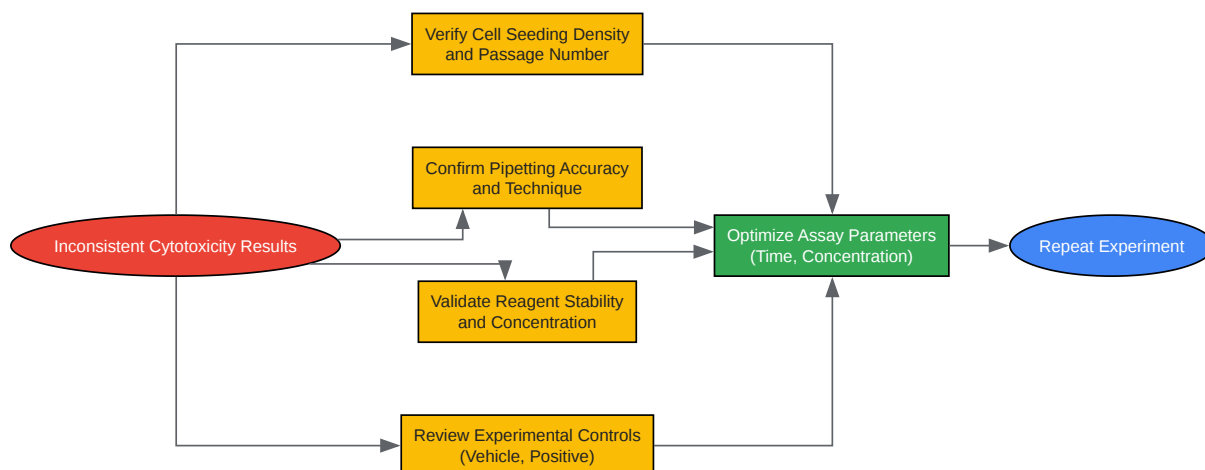 Verify Cell Seeding Density
and Passage Number
Confirm Pipetting Accuracy
and Technique
Inconsistent Cytotoxicity Results
Optimize Assay Parameters
(Time, Concentration)
Repeat Experiment
Validate Reagent Stability
and Concentration
Review Experimental Controls
(Vehicle, Positive)